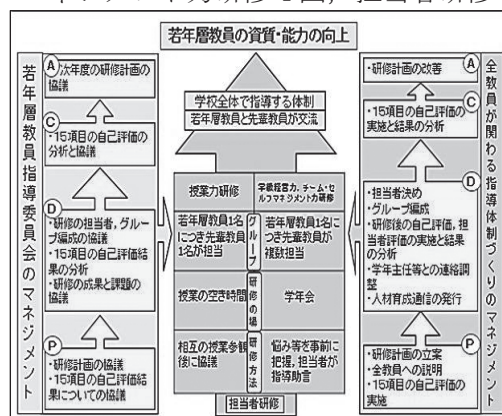 若年層教員の資質・能力の向上
若年層教員指導委員会のマネジメント
A
次年度の研修計画の
協議
C
・15項目の自己評価の
分析と協議
D
・研修の担当者,グルー
プ編成の協議
・15項目の自己評価結
果の分析
・研修の成果と課題の協
議
P
・研修計画の協議
・15項目の自己評価結
果についての協議
学校全体で指導する体制
若年層教員と先輩教員が交流
授業力研修
学級経営力、チーム・セ
ルフマネジメント力研修
若年層教員1名
につき先輩教員
1名が担当
グループ
若年層教員1名に
つき先輩教員が
複数担当
授業の空き時間
研修の場
学年会
相互の授業参観
後に協議
研修方法
悩み等を事前に
把握,担当者が
指導助言
担当者研修
全教員が関わる指導体制づくりのマネジメント
A
・研修計画の改善
C
・15項目の自己評価の
実施と結果の分析
D
・担当者決め
・グループ編成
・研修後の自己評価,担
当者評価の実施と結果
の分析
・学年主任等との連絡調
整
・人材育成通信の発行
P
・研修計画の立案
・全教員への説明
・15項目の自己評価の
実施